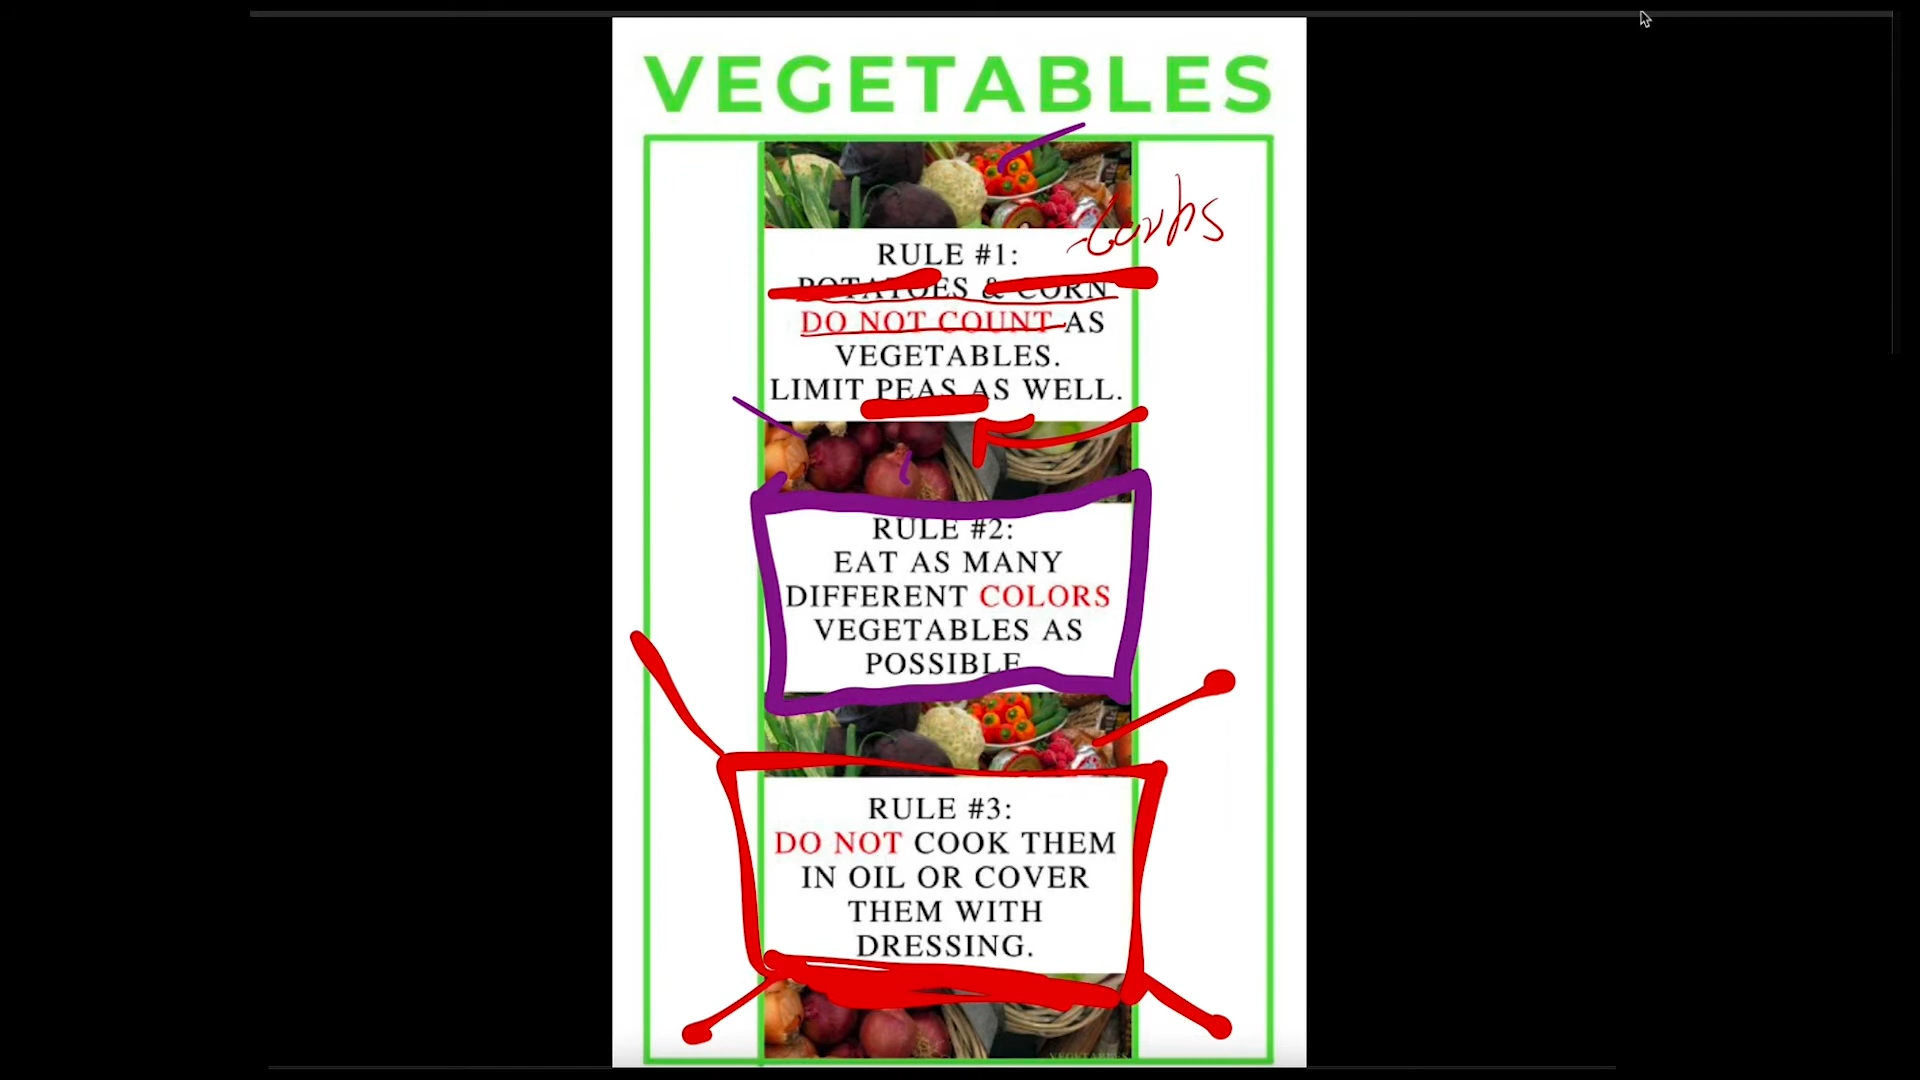 VEGETABLES
carbs
RULE #1:
POTATOES & CORN
DO NOT COUNT AS
VEGETABLES.
LIMIT PEAS AS WELL.
RULE #2:
EAT AS MANY
DIFFERENT COLORS
VEGETABLES AS
POSSIBLE
RULE #3:
DO NOT COOK THEM
IN OIL OR COVER
THEM WITH
DRESSING.